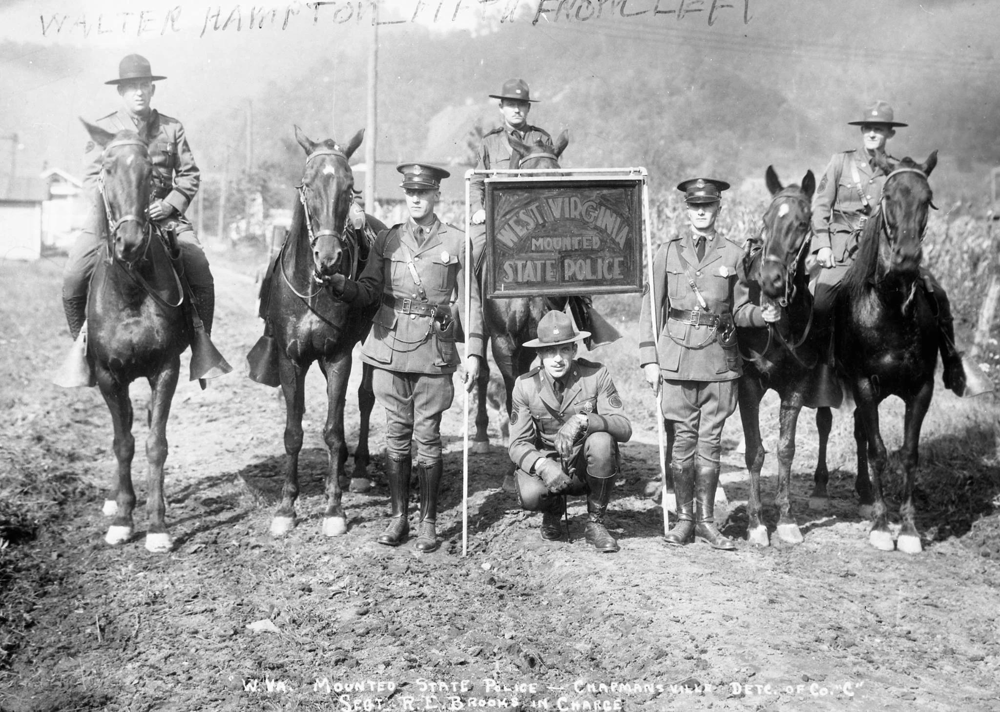 WALTER HAMPTON FIFTH FROM LEFT
WEST VIRGINIA
MOUNTED
STATE POLICE
"W. VA. MOUNTED STATE POLICE — CHAPMANSVILLE DETC. OF CO. "C".
SEGT. R.E. BROOKS IN CHARGE